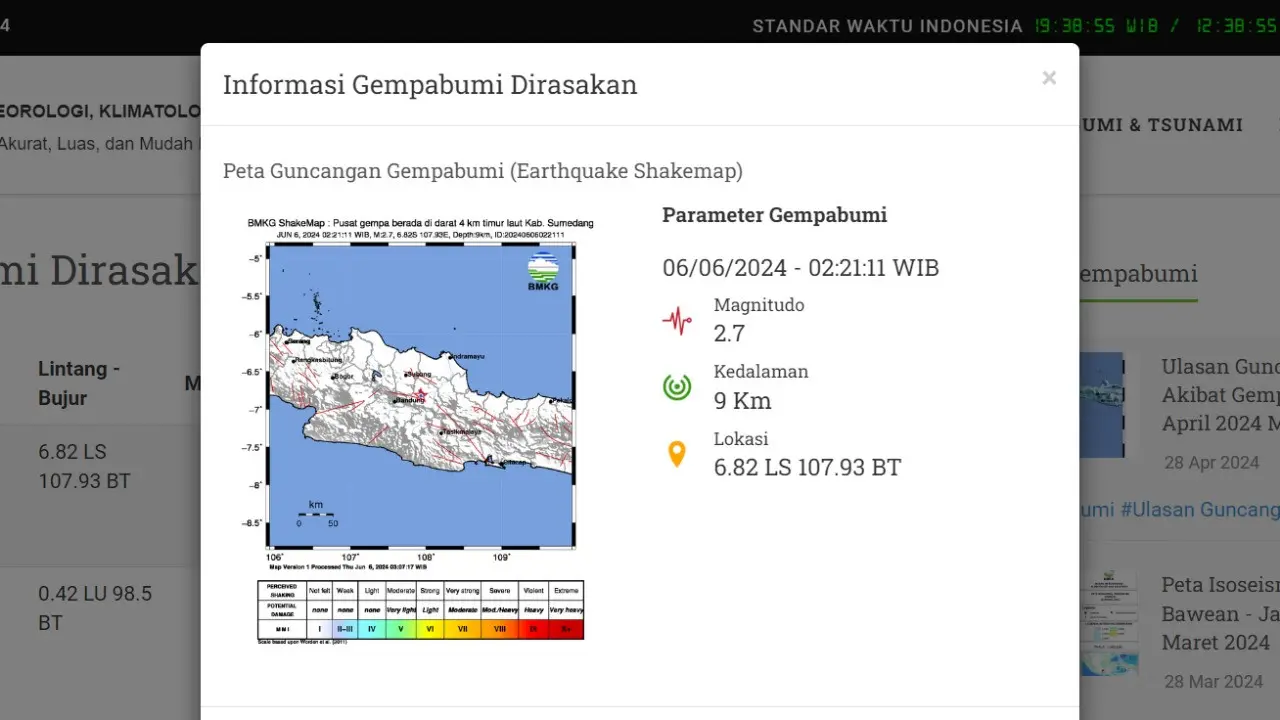 4
STANDAR WAKTU INDONESIA 19:38:55 WIB / 12:38:55
Informasi Gempabumi Dirasakan
×
EOROLOGI, KLIMATOLO
Akurat, Luas, dan Mudah
UMI & TSUNAMI
Peta Guncangan Gempabumi (Earthquake Shakemap)
BMKG ShakeMap : Pusat gempa berada di darat 4 km timur laut Kab. Sumedang
JUN 6, 2024 02:21:11 WIB, M:2.7, 6.82S 107.93E, Depth:9km, ID:20240606022111
-5°
-5.5°
-6°
-6.5°
-7°
-7.5°
-8°
-8.5°
BMKG
Serang
Rangkasbitung
Bogor
Subang
Indramayu
Bandung
Tasikmalaya
Cilacap
km
0 50
106° 107° 108° 109°
Map Version 1 Processed Thu Jun 6, 2024 03:07:17 WIB
PERCEIVED SHAKING Not felt Weak Light Moderate Strong Very strong Severe Violent Extreme
POTENTIAL DAMAGE none none none Very light Light Moderate Mod./Heavy Heavy Very heavy
MMI I II-III IV V VI VII VIII IX X+
Scale based upon Worden et al. (2011)
Parameter Gempabumi
06/06/2024 - 02:21:11 WIB
Magnitudo
2.7
Kedalaman
9 Km
Lokasi
6.82 LS 107.93 BT
mi Dirasak
Lintang -
Bujur
M
6.82 LS
107.93 BT
0.42 LU 98.5
BT
empabumi
Ulasan Gunc
Akibat Gemp
April 2024 M
28 Apr 2024
umi #Ulasan Guncang
Peta Isoseism
Bawean - Ja
Maret 2024
28 Mar 2024